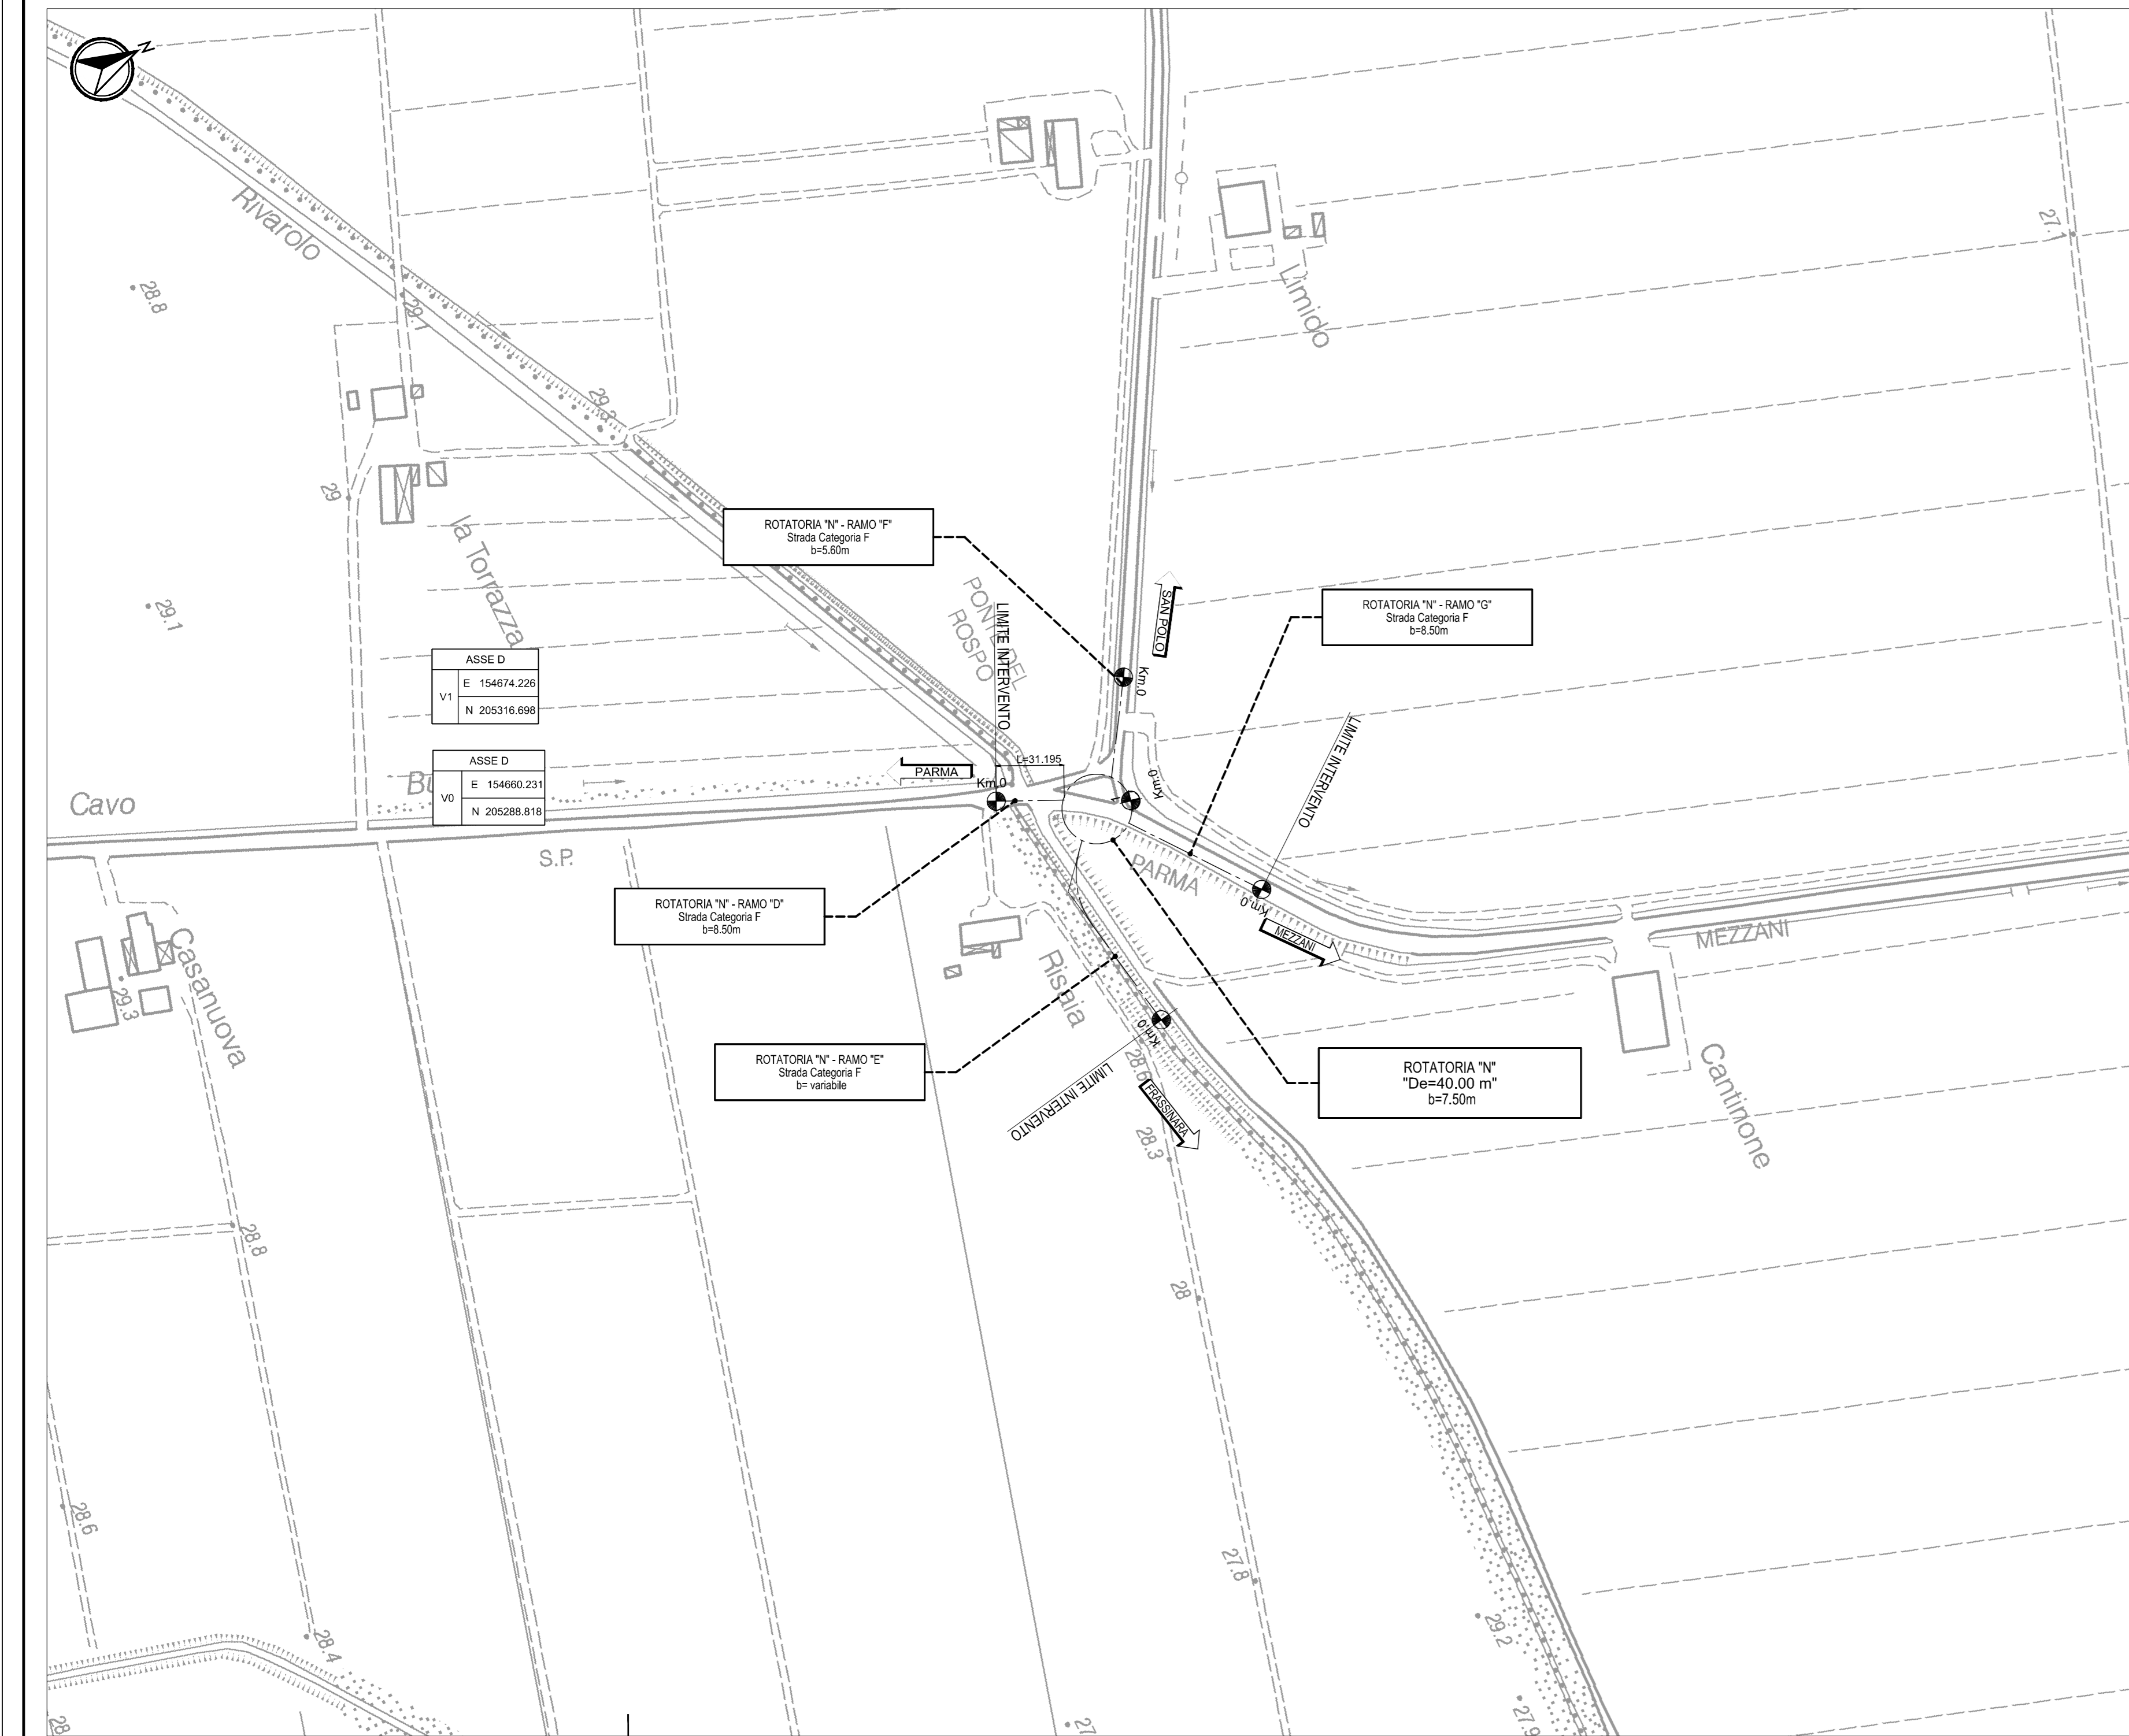 N
Rivarolo
28.8
29.1
29.1
29.3
29
la Torrazza
Limido
27.1
ROTATORIA "N" - RAMO "F"
Strada Categoria F
b=5.60m
ROTATORIA "N" - RAMO "G"
Strada Categoria F
b=8.50m
PONTE DEL
ROSPO
LIMITE INTERVENTO
SAN POLO
Km.0
LIMITE INTERVENTO
ASSE D
V1
E 154674.226
N 205316.698
ASSE D
V0
E 154660.231
N 205288.818
L=31.195
PARMA
Km.0
Km.0
Cavo
S.P.
PARMA
Km.0
MEZZANI
MEZZANI
ROTATORIA "N" - RAMO "D"
Strada Categoria F
b=8.50m
Casanuova
29.3
Risaia
Km.0
ROTATORIA "N" - RAMO "E"
Strada Categoria F
b= variabile
LIMITE INTERVENTO
28.6
FRASSINARA
ROTATORIA "N"
"De=40.00 m"
b=7.50m
Cantinone
28.3
28.8
28
28.6
27.8
28.4
29.2
27.9
28
27